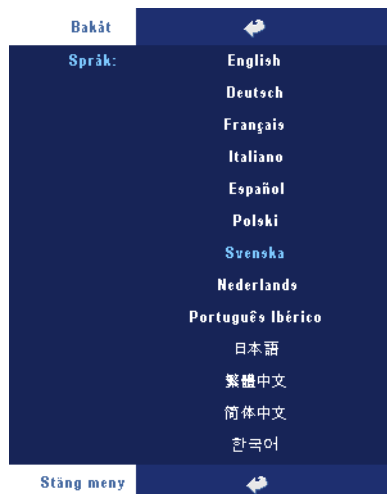 Bakåt
Språk: English
Deutsch
Français
Italiano
Español
Polski
Svenska
Nederlands
Português Ibérico
日本語
繁體中文
简体中文
한국어
Stäng meny